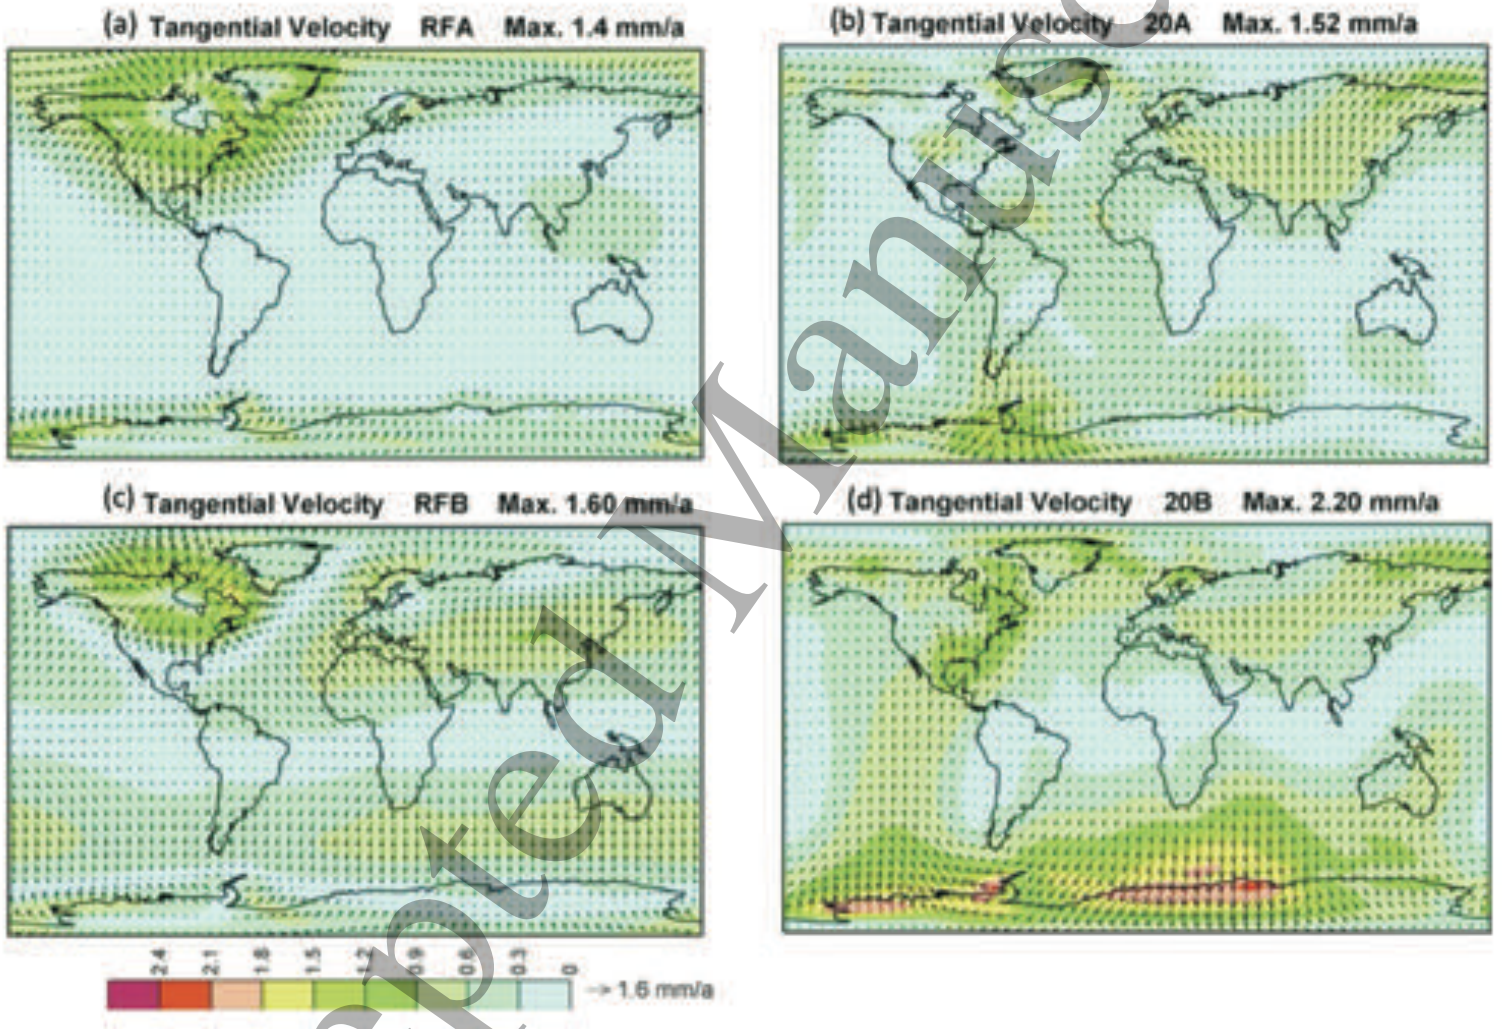 (a) Tangential Velocity RFA Max. 1.4 mm/a
(b) Tangential Velocity 20A Max. 1.52 mm/a
(c) Tangential Velocity RFB Max. 1.60 mm/a
(d) Tangential Velocity 20B Max. 2.20 mm/a
2.4 2.1 1.8 1.5 1.2 0.9 0.6 0.3 0
→ 1.6 mm/a
pted Manusc